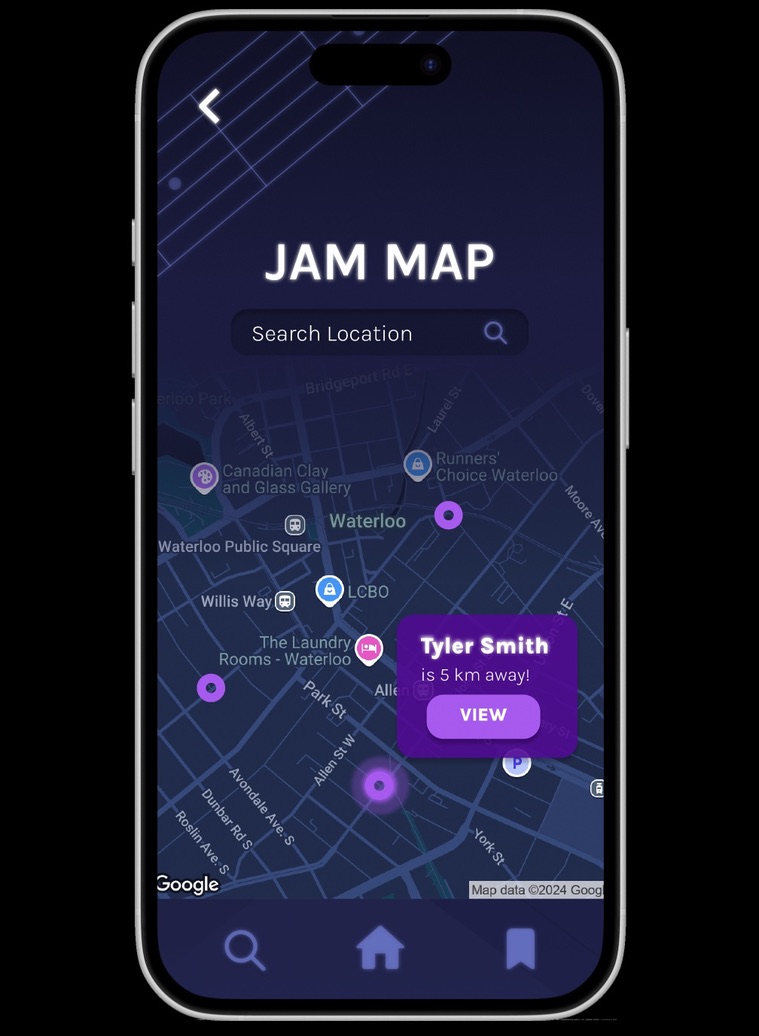 JAM MAP
Search Location
Bridgeport Rd E
erloo Park
Albert St
Laurel St
Dover
Canadian Clay
and Glass Gallery
Runners'
Choice Waterloo
Moore Av
Waterloo
Waterloo Public Square
Willis Way
LCBO
St E
The Laundry
Rooms - Waterloo
Tyler Smith
is 5 km away!
VIEW
Allen
Park St
Allen St W
P
Avondale Ave. S
Dunbar Rd S
Roslin Ave. S
York St
Google
Map data ©2024 Googl